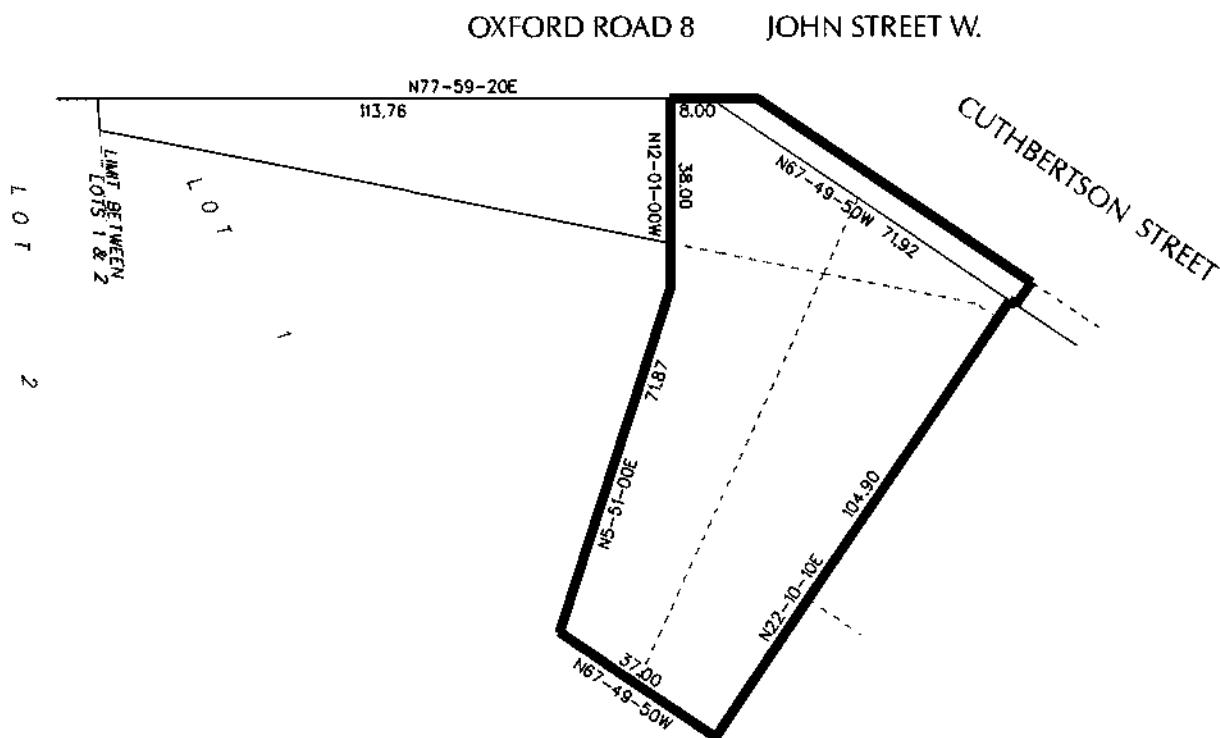 OXFORD ROAD 8 JOHN STREET W.
N77-59-20E
113.76
8.00
CUTHBERTSON STREET
N12-01-00W
38.00
N67-49-50W 71.92
LIMIT BETWEEN
LOTS 1 & 2
LOT 1
LOT 2
71.87
N5-51-00E
104.90
N22-10-10E
37.00
N67-49-50W